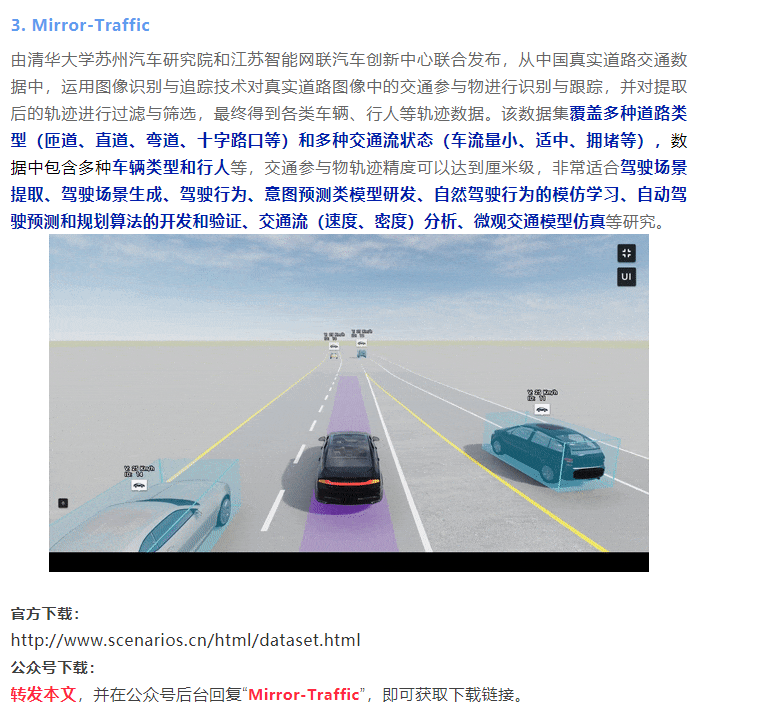 3. Mirror-Traffic
由清华大学苏州汽车研究院和江苏智能网联汽车创新中心联合发布，从中国真实道路交通数
据中，运用图像识别与追踪技术对真实道路图像中的交通参与物进行识别与跟踪，并对提取
后的轨迹进行过滤与筛选，最终得到各类车辆、行人等轨迹数据。该数据集覆盖多种道路类
型（匝道、直道、弯道、十字路口等）和多种交通流状态（车流量小、适中、拥堵等），数
据中包含多种车辆类型和行人等，交通参与物轨迹精度可以达到厘米级，非常适合驾驶场景
提取、驾驶场景生成、驾驶行为、意图预测类模型研发、自然驾驶行为的模仿学习、自动驾
驶预测和规划算法的开发和验证、交通流（速度、密度）分析、微观交通模型仿真等研究。
UI
V: 25 Km/h
ID: 11
V: 25 Km/h
ID: 14
官方下载：
http://www.scenarios.cn/html/dataset.html
公众号下载：
转发本文，并在公众号后台回复“Mirror-Traffic”，即可获取下载链接。